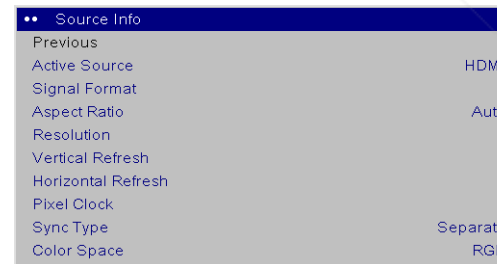 •• Source Info
Previous
Active Source HDM
Signal Format
Aspect Ratio Aut
Resolution
Vertical Refresh
Horizontal Refresh
Pixel Clock
Sync Type Separat
Color Space RG